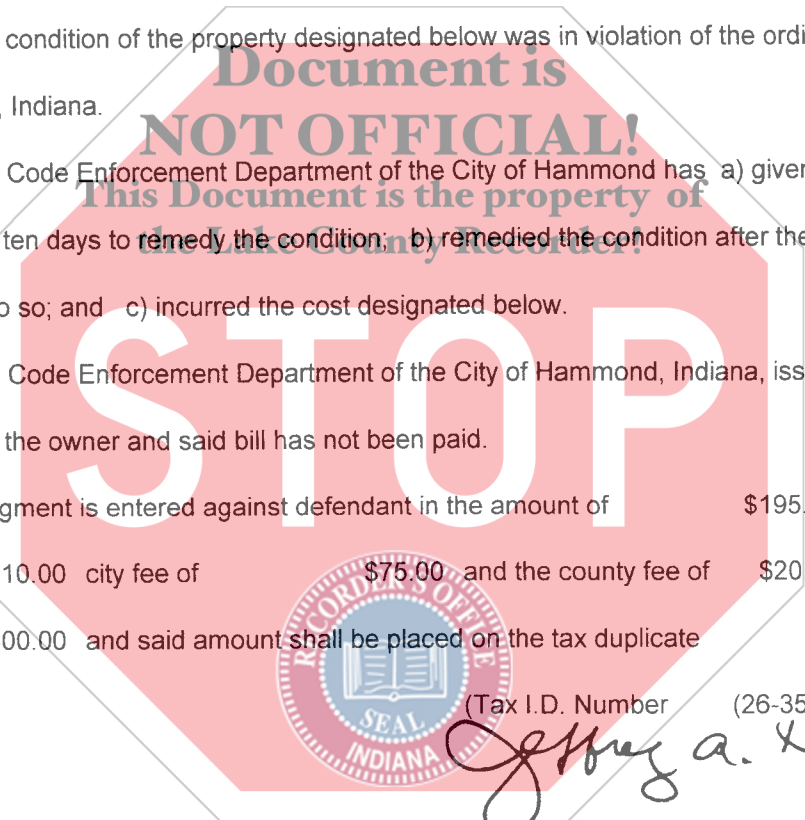 condition of the property designated below was in violation of the ordi
Document is
, Indiana.
NOT OFFICIAL!
Code Enforcement Department of the City of Hammond has a) given
This Document is the property of
ten days to remedy the condition; b) remedied the condition after the
the Lake County Recorder!
o so; and c) incurred the cost designated below.
STOP
Code Enforcement Department of the City of Hammond, Indiana, iss
the owner and said bill has not been paid.
gment is entered against defendant in the amount of $195.
10.00 city fee of $75.00 and the county fee of $20
00.00 and said amount shall be placed on the tax duplicate
RECORDER'S OFFICE
SEAL
INDIANA
(Tax I.D. Number (26-35
Jeffrey A.